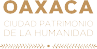 OAXACA
CIUDAD PATRIMONIO
DE LA HUMANIDAD